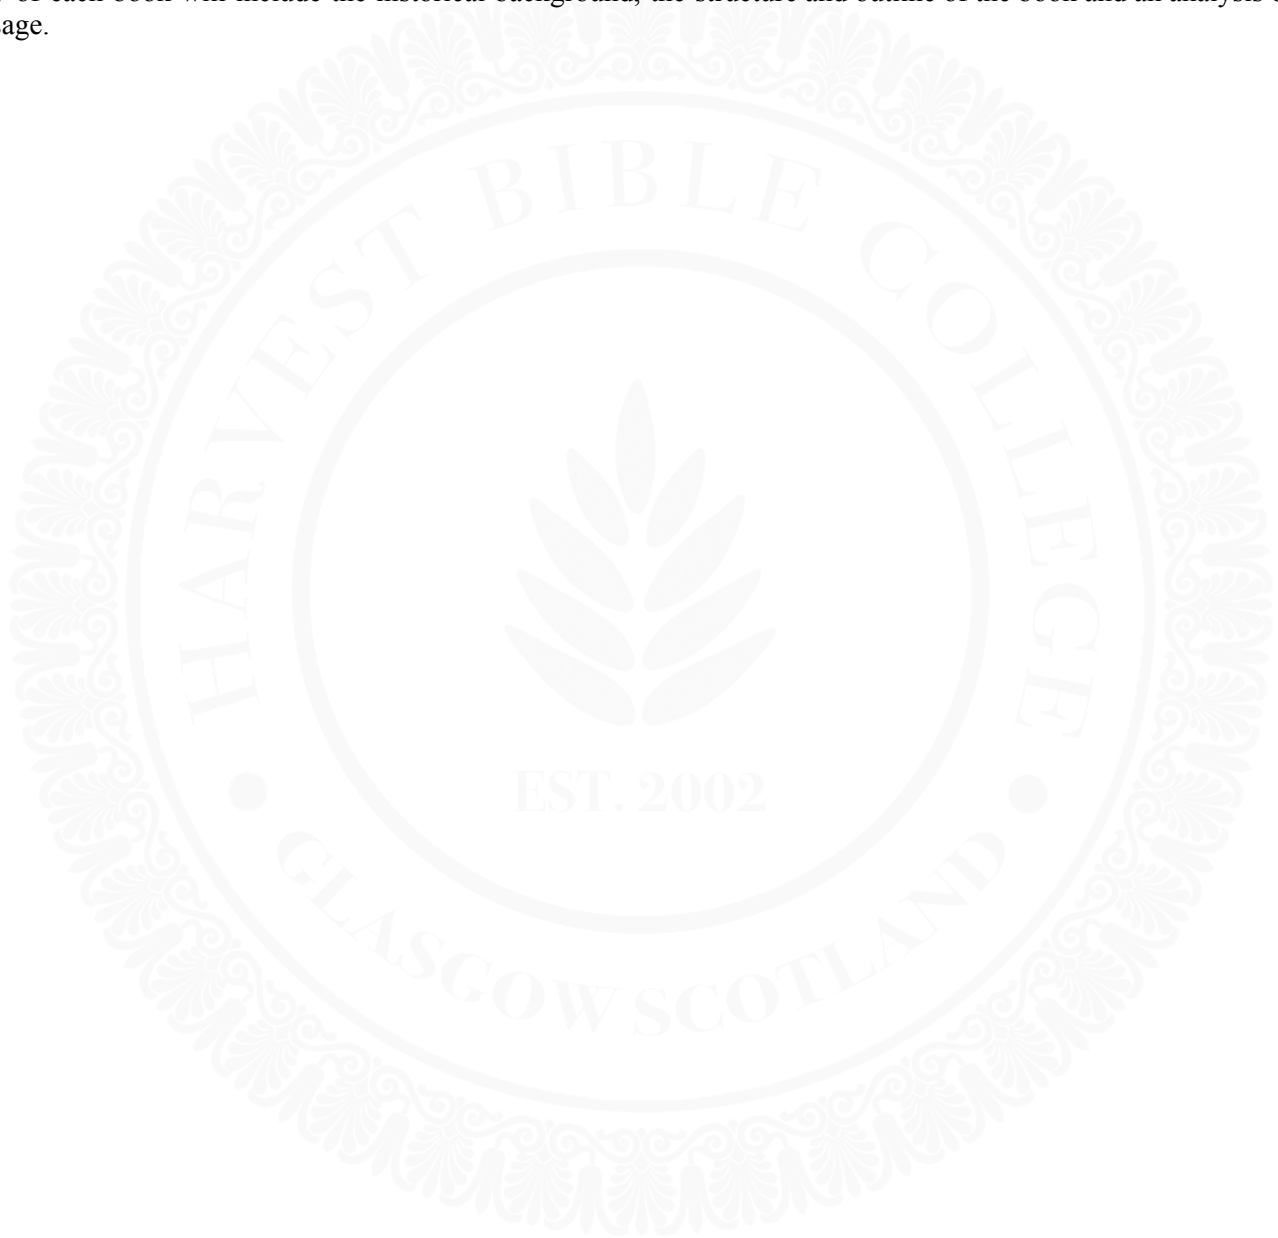 of each book will include the historical background, the structure and outline of the book and an analysis
age.
HARVEST BIBLE COLLEGE
EST. 2002
GLASGOW SCOTLAND